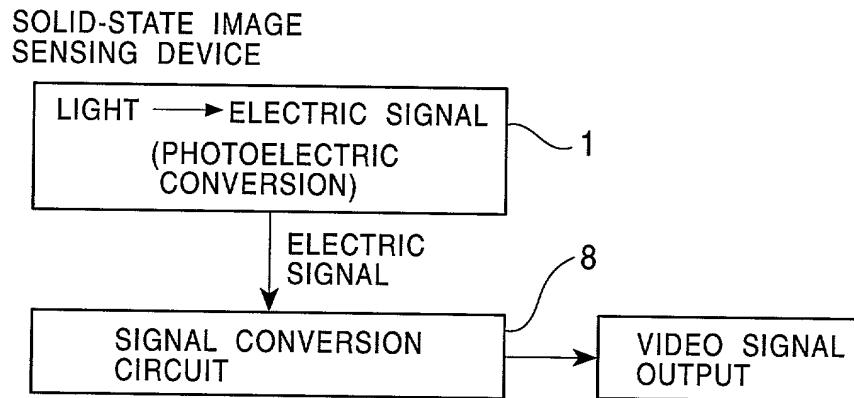 SOLID-STATE IMAGE
SENSING DEVICE
LIGHT → ELECTRIC SIGNAL
(PHOTOELECTRIC
CONVERSION)
1
ELECTRIC
SIGNAL
8
SIGNAL CONVERSION
CIRCUIT
VIDEO SIGNAL
OUTPUT